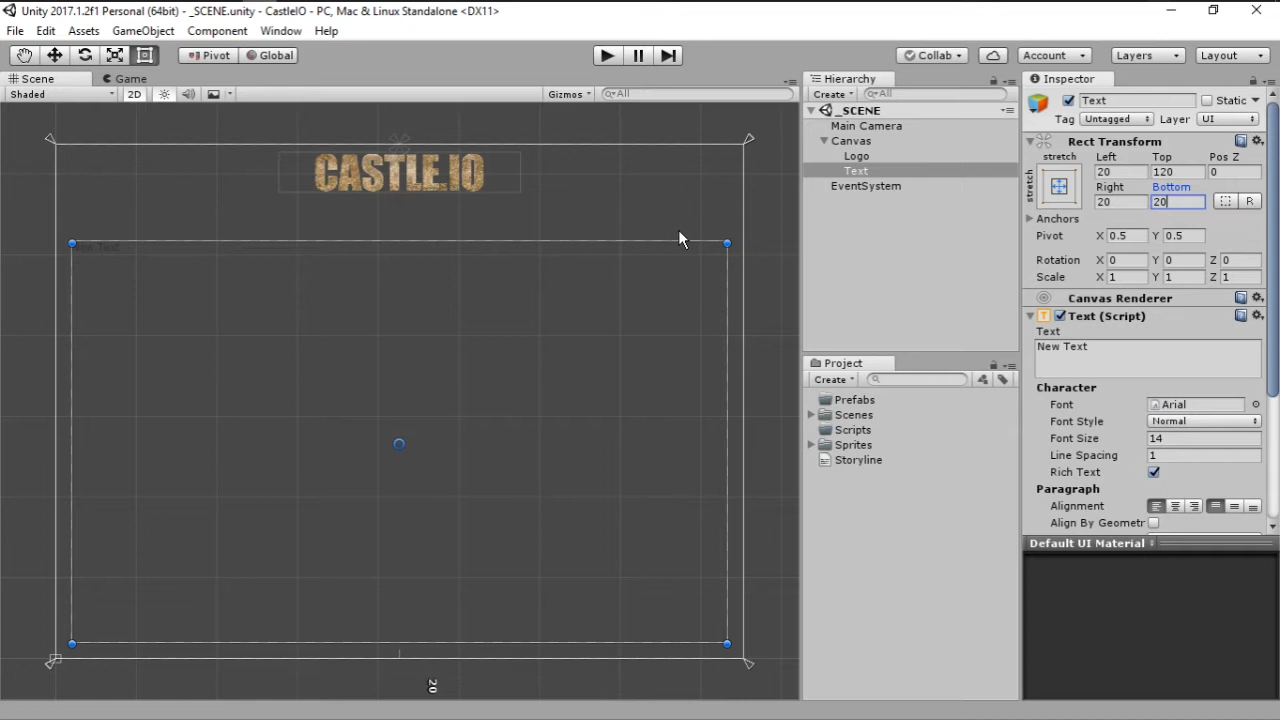 Unity 2017.1.2f1 Personal (64bit) - _SCENE.unity - CastleIO - PC, Mac & Linux Standalone <DX11>
File Edit Assets GameObject Component Window Help
Pivot Global Collab Account Layers Layout
Scene Game
Shaded 2D Gizmos All
CASTLE.IO
New Text
20
Hierarchy
Create All
_SCENE
Main Camera
Canvas
Logo
Text
EventSystem
Project
Create
Prefabs
Scenes
Scripts
Sprites
Storyline
Inspector
Text Static
Tag Untagged Layer UI
Rect Transform
stretch Left Top Pos Z
stretch 20 120 0
Right Bottom
20 20 R
Anchors
Pivot X 0.5 Y 0.5
Rotation X 0 Y 0 Z 0
Scale X 1 Y 1 Z 1
Canvas Renderer
T Text (Script)
Text
New Text
Character
Font Arial
Font Style Normal
Font Size 14
Line Spacing 1
Rich Text
Paragraph
Alignment
Align By Geometr
Default UI Material